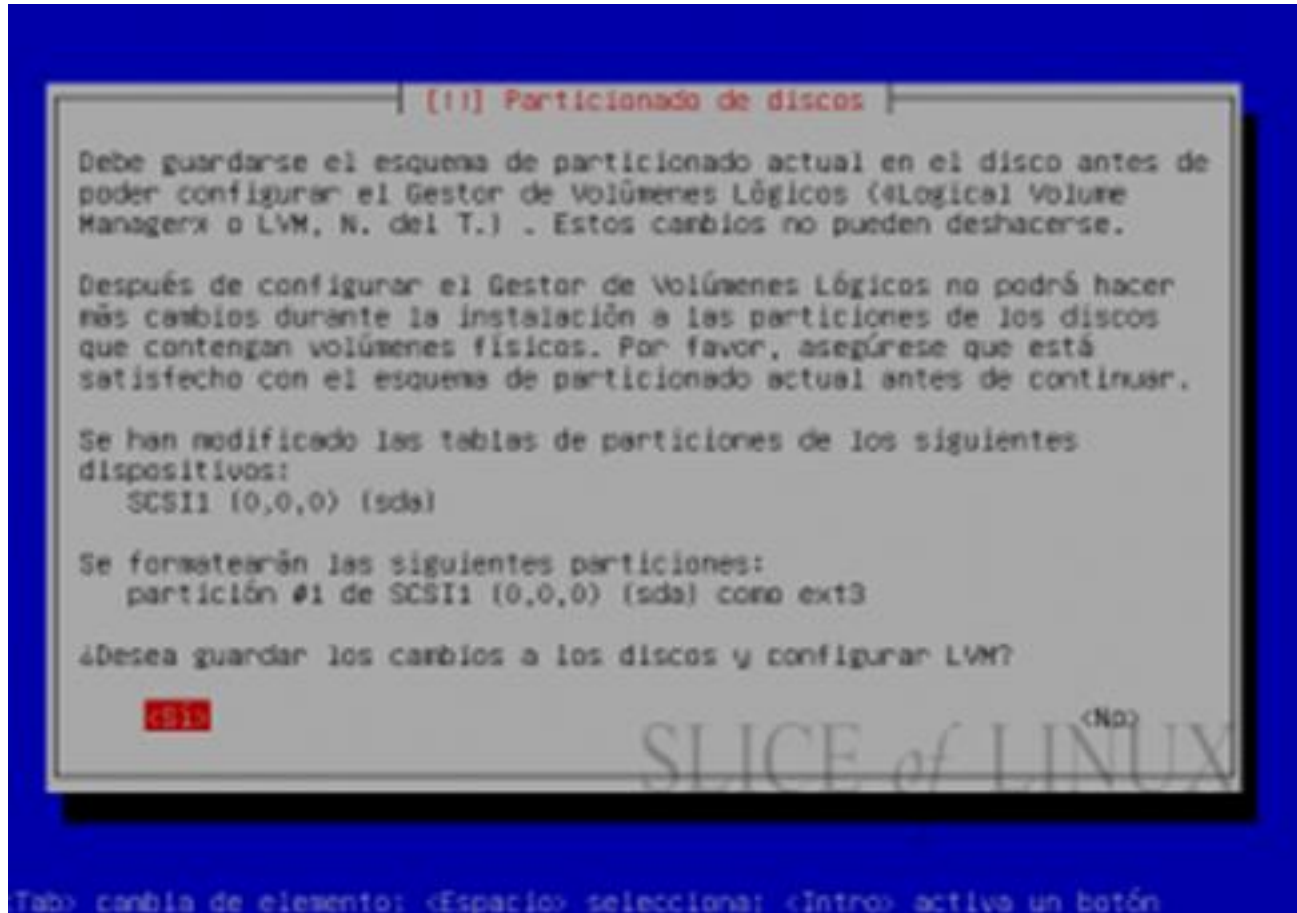 [!!] Particionado de discos
Debe guardarse el esquema de particionado actual en el disco antes de
poder configurar el Gestor de Volúmenes Lógicos («Logical Volume
Manager» o LVM, N. del T.) . Estos cambios no pueden deshacerse.
Después de configurar el Gestor de Volúmenes Lógicos no podrá hacer
más cambios durante la instalación a las particiones de los discos
que contengan volúmenes físicos. Por favor, asegúrese que está
satisfecho con el esquema de particionado actual antes de continuar.
Se han modificado las tablas de particiones de los siguientes
dispositivos:
SCSI1 (0,0,0) (sda)
Se formatearán las siguientes particiones:
partición #1 de SCSI1 (0,0,0) (sda) como ext3
¿Desea guardar los cambios a los discos y configurar LVM?
<Sí> <No>
SLICE of LINUX
<Tab> cambia de elemento; <Espacio> selecciona; <Intro> activa un botón